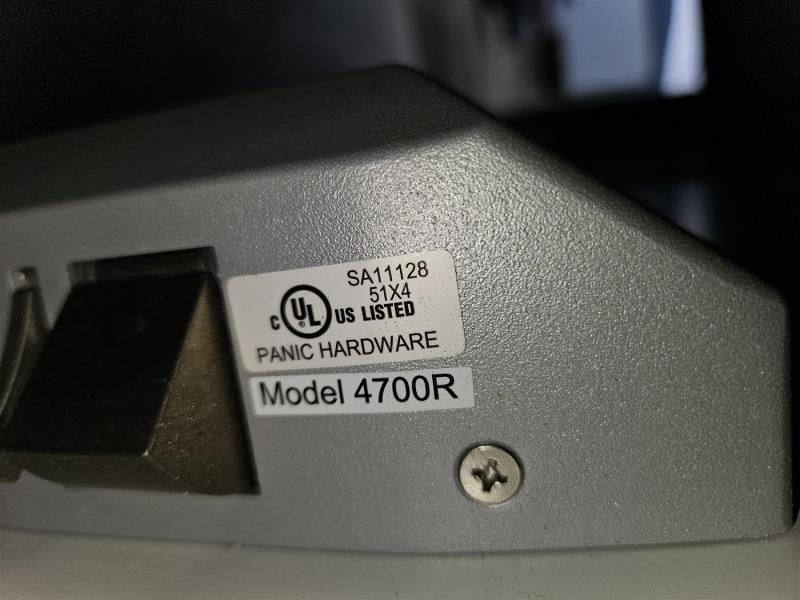 SA11128
51X4
C UL ® US LISTED
PANIC HARDWARE
Model 4700R